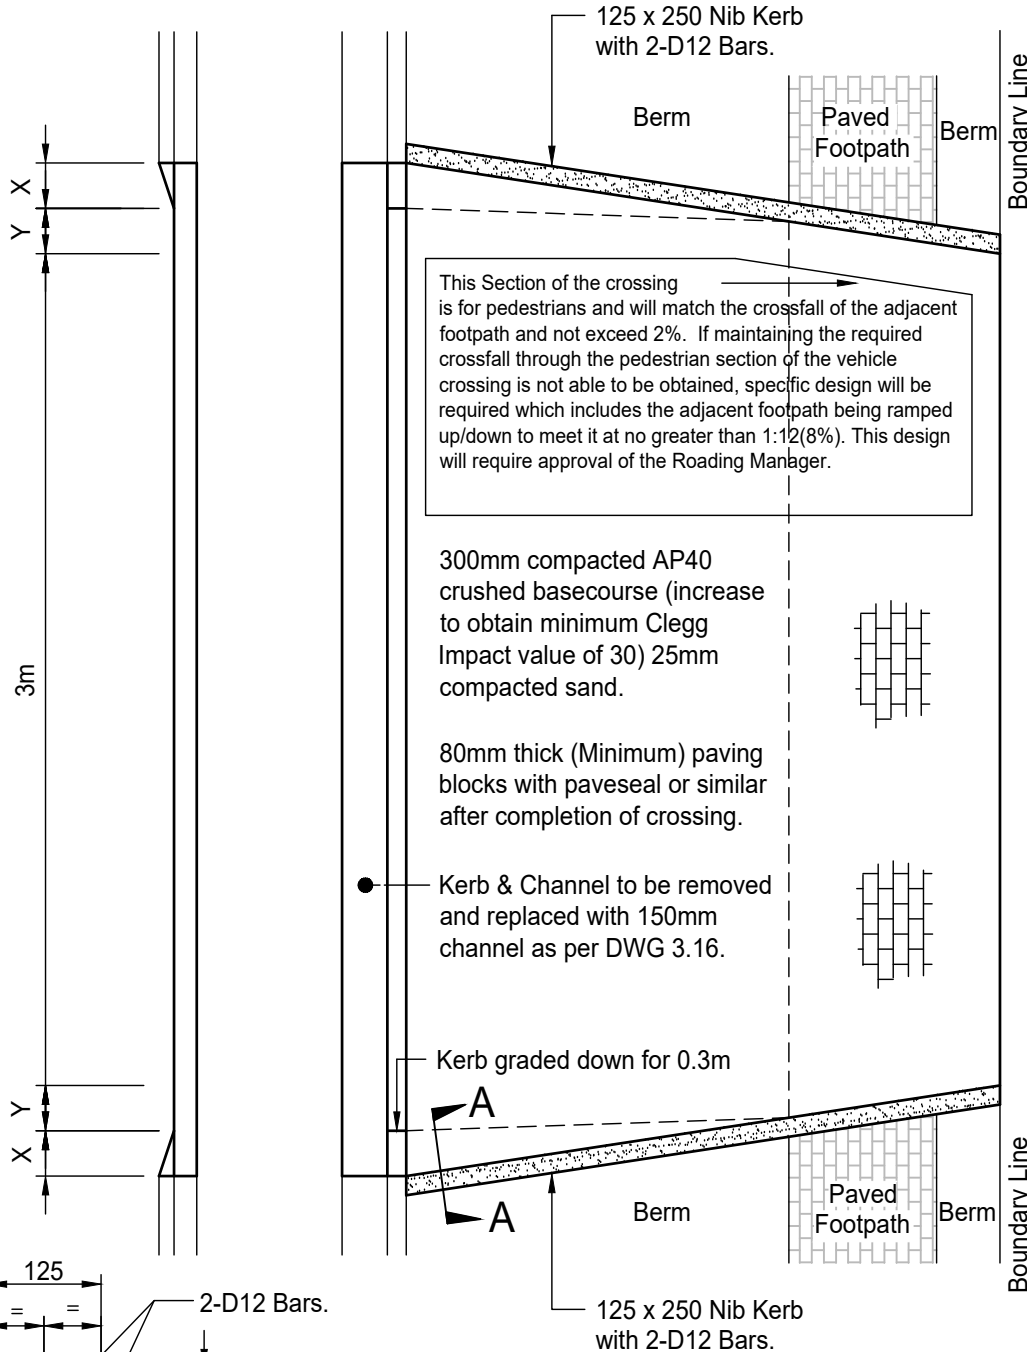 125 x 250 Nib Kerb
with 2-D12 Bars.
Berm
Paved
Footpath
Berm
Boundary Line
X
Y
This Section of the crossing
is for pedestrians and will match the crossfall of the adjacent
footpath and not exceed 2%. If maintaining the required
crossfall through the pedestrian section of the vehicle
crossing is not able to be obtained, specific design will be
required which includes the adjacent footpath being ramped
up/down to meet it at no greater than 1:12(8%). This design
will require approval of the Roading Manager.
300mm compacted AP40
crushed basecourse (increase
to obtain minimum Clegg
Impact value of 30) 25mm
compacted sand.
3m
80mm thick (Minimum) paving
blocks with paveseal or similar
after completion of crossing.
Kerb & Channel to be removed
and replaced with 150mm
channel as per DWG 3.16.
Kerb graded down for 0.3m
Y
X
A
A
Berm
Paved
Footpath
Berm
Boundary Line
125
= =
2-D12 Bars.
125 x 250 Nib Kerb
with 2-D12 Bars.